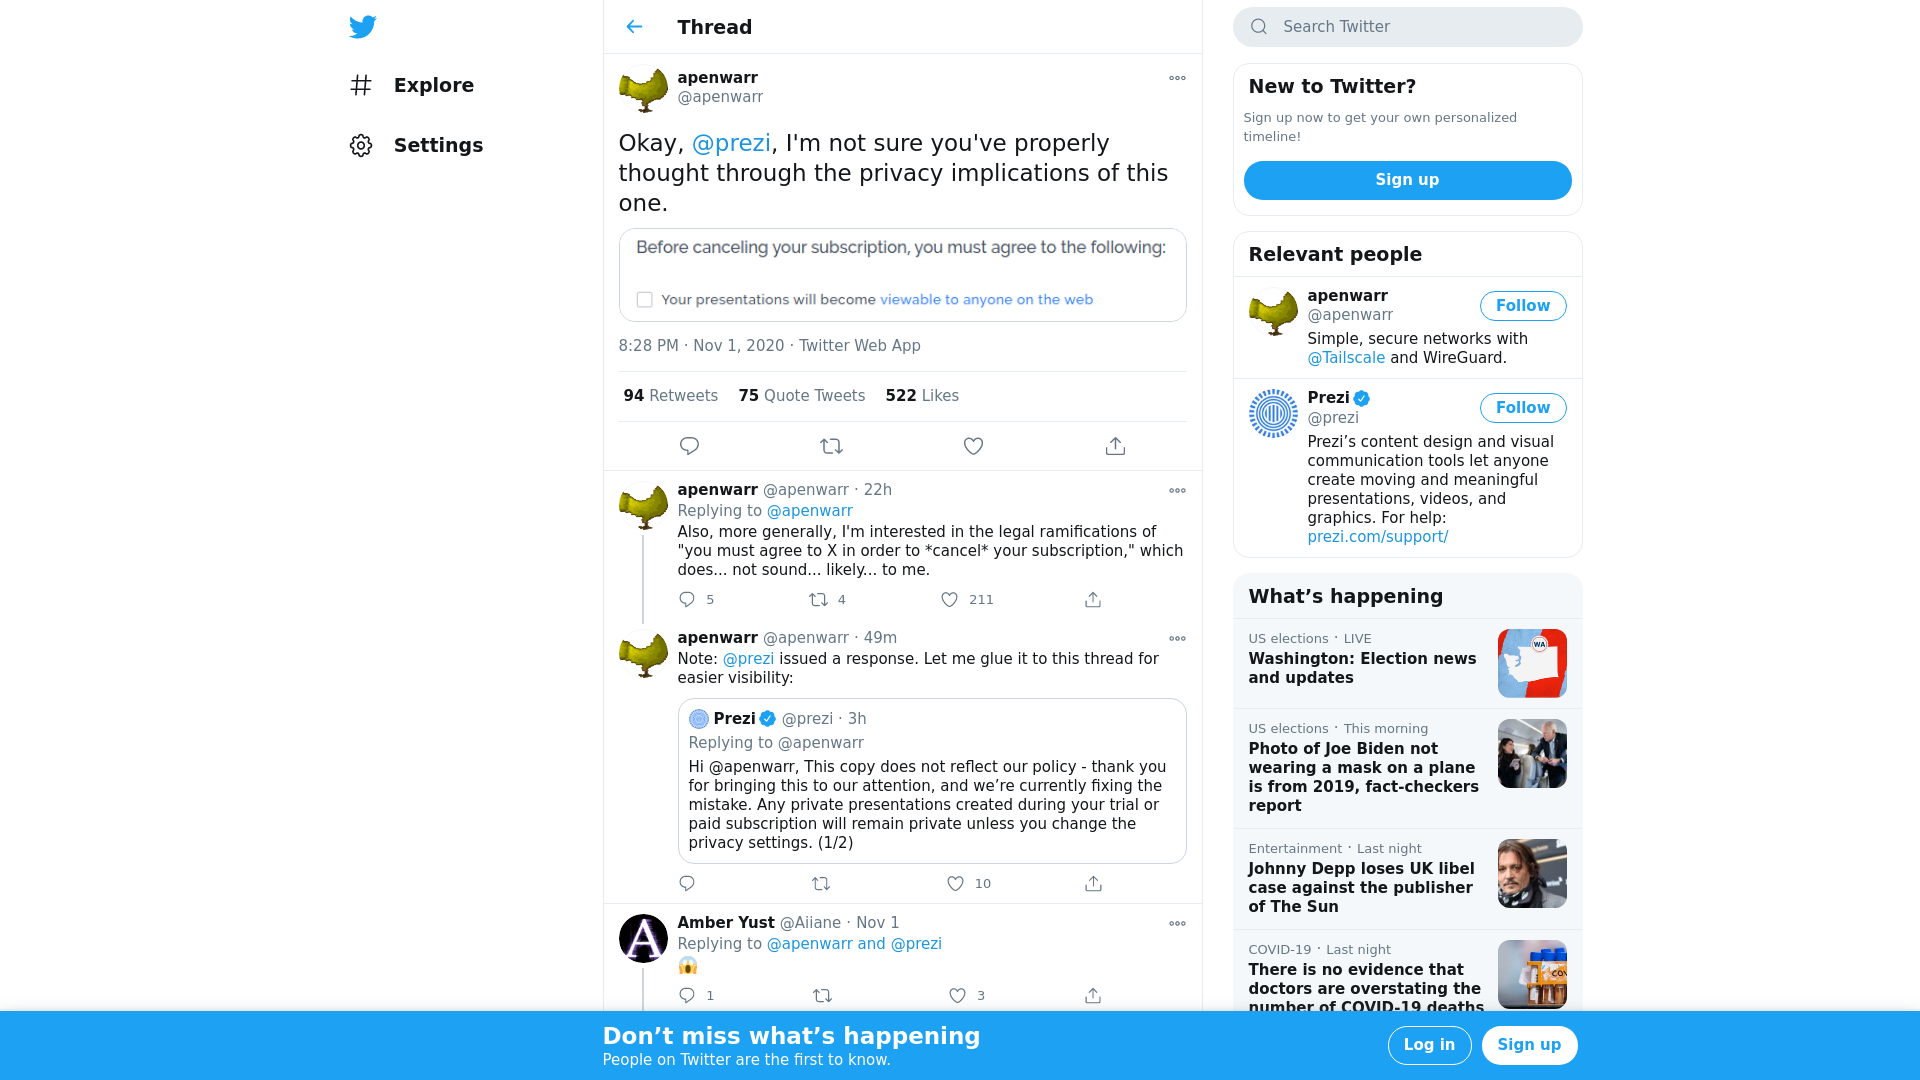 Explore
Settings
Thread
apenwarr
@apenwarr
Okay, @prezi, I'm not sure you've properly
thought through the privacy implications of this
one.
Before canceling your subscription, you must agree to the following:
Your presentations will become viewable to anyone on the web
8:28 PM · Nov 1, 2020 · Twitter Web App
94 Retweets 75 Quote Tweets 522 Likes
apenwarr @apenwarr · 22h
Replying to @apenwarr
Also, more generally, I'm interested in the legal ramifications of
"you must agree to X in order to *cancel* your subscription," which
does... not sound... likely... to me.
5 4 211
apenwarr @apenwarr · 49m
Note: @prezi issued a response. Let me glue it to this thread for
easier visibility:
Prezi @prezi · 3h
Replying to @apenwarr
Hi @apenwarr, This copy does not reflect our policy - thank you
for bringing this to our attention, and we’re currently fixing the
mistake. Any private presentations created during your trial or
paid subscription will remain private unless you change the
privacy settings. (1/2)
10
Amber Yust @Aiiane · Nov 1
Replying to @apenwarr and @prezi
😱
1 3
Search Twitter
New to Twitter?
Sign up now to get your own personalized
timeline!
Sign up
Relevant people
apenwarr
@apenwarr
Follow
Simple, secure networks with
@Tailscale and WireGuard.
Prezi
@prezi
Follow
Prezi’s content design and visual
communication tools let anyone
create moving and meaningful
presentations, videos, and
graphics. For help:
prezi.com/support/
What’s happening
US elections · LIVE
Washington: Election news
and updates
WA
US elections · This morning
Photo of Joe Biden not
wearing a mask on a plane
is from 2019, fact-checkers
report
Entertainment · Last night
Johnny Depp loses UK libel
case against the publisher
of The Sun
COVID-19 · Last night
There is no evidence that
doctors are overstating the
number of COVID-19 deaths
Don’t miss what’s happening
People on Twitter are the first to know.
Log in
Sign up